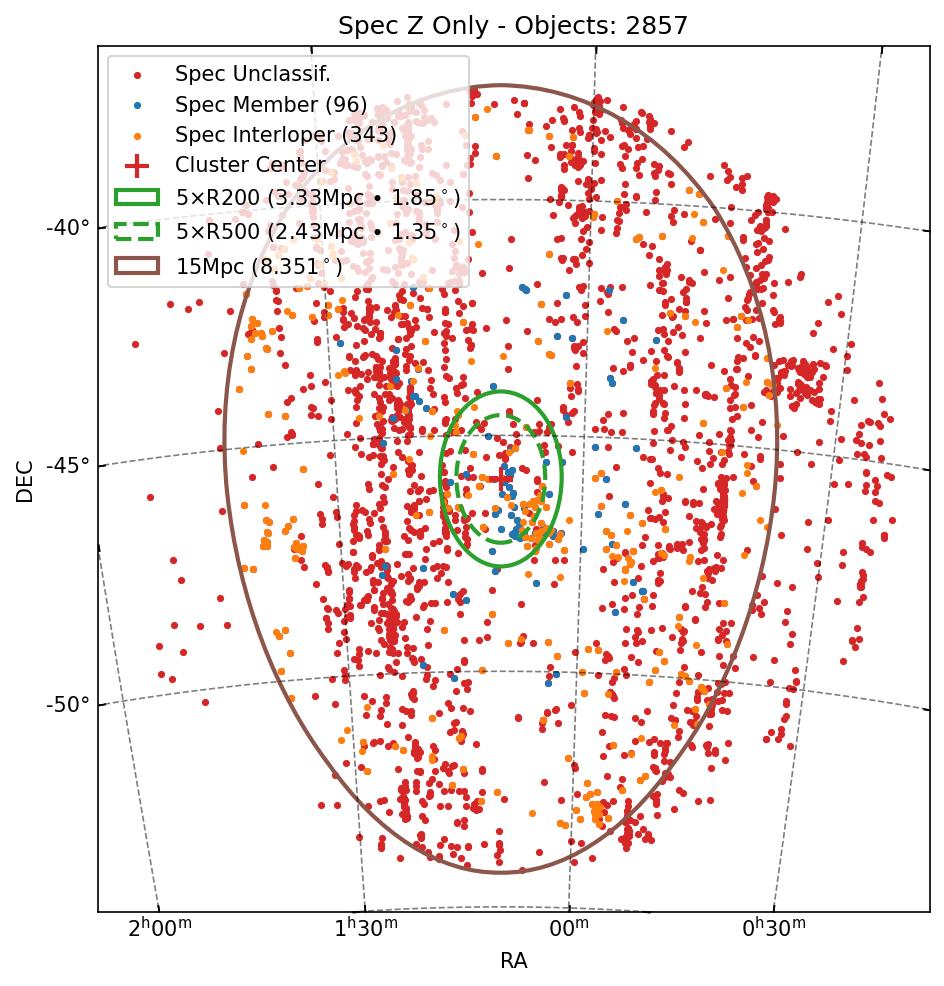 Spec Z Only - Objects: 2857
Spec Unclassif.
Spec Member (96)
Spec Interloper (343)
Cluster Center
5×R200 (3.33Mpc • 1.85°)
5×R500 (2.43Mpc • 1.35°)
15Mpc (8.351°)
-40°
-45°
-50°
DEC
2h00m 1h30m 00m 0h30m
RA